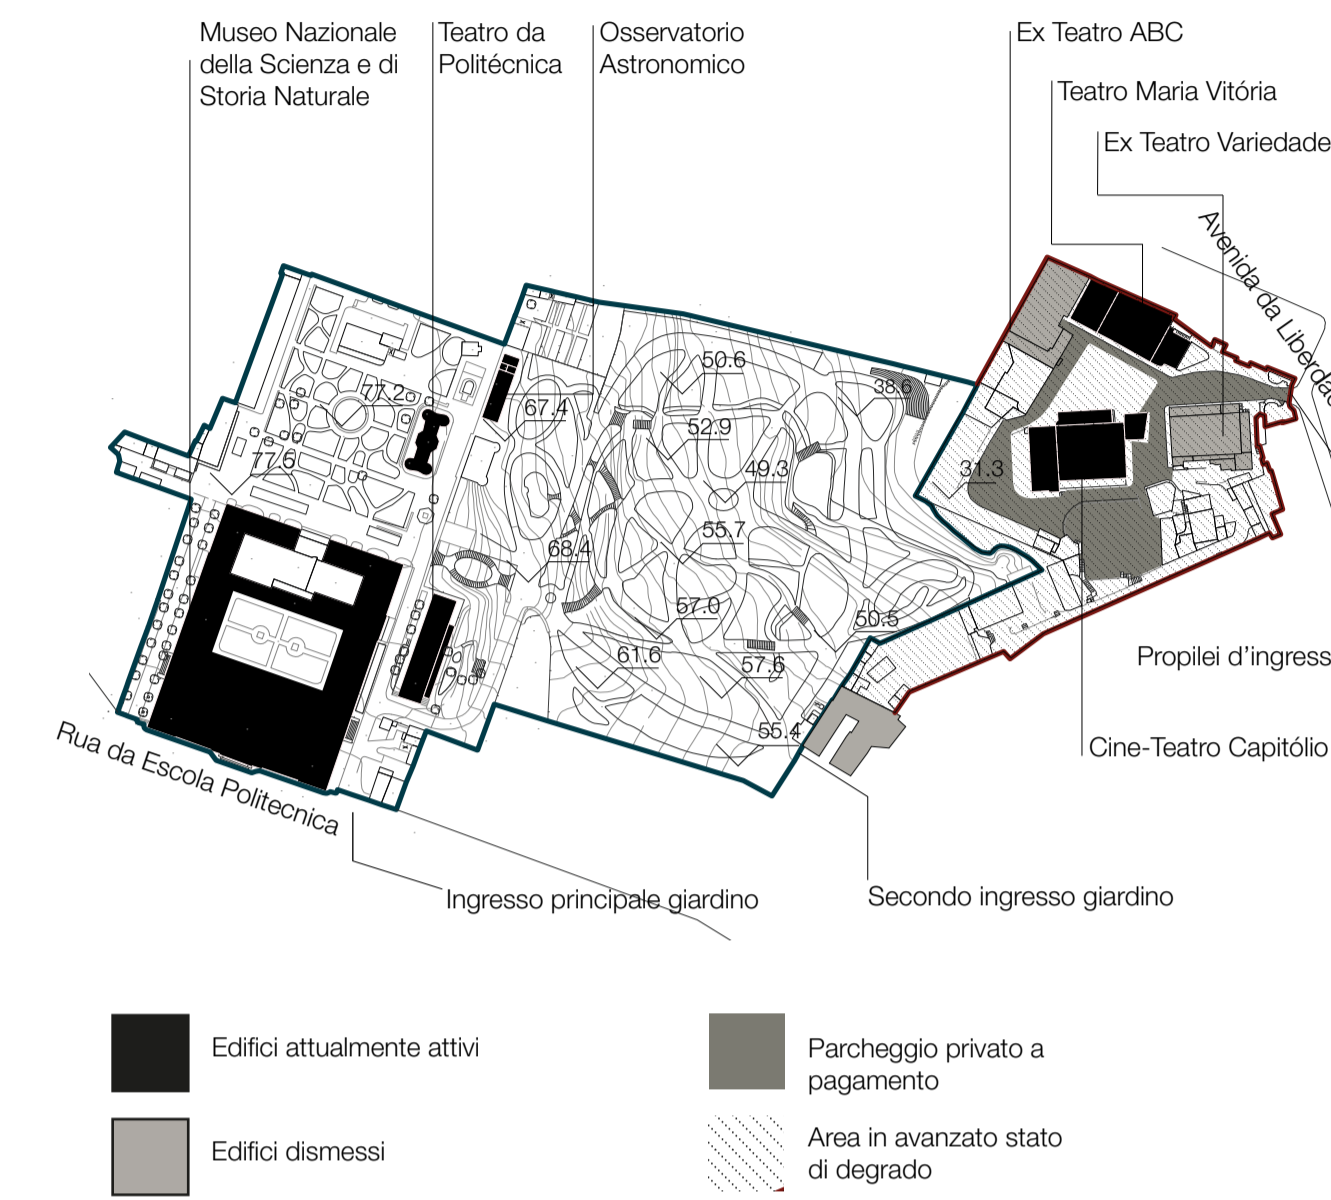 Museo Nazionale
della Scienza e di
Storia Naturale
Teatro da
Politécnica
Osservatorio
Astronomico
Ex Teatro ABC
Teatro Maria Vitória
Ex Teatro Variedade
Avenida da Liberda
50.6
38.6
77.2
67.4
52.9
77.5
49.3
31.3
55.7
68.4
57.0
50.5
61.6
57.6
55.4
Propilei d'ingress
Cine-Teatro Capitólio
Rua da Escola Politecnica
Ingresso principale giardino
Secondo ingresso giardino
Edifici attualmente attivi
Edifici dismessi
Parcheggio privato a
pagamento
Area in avanzato stato
di degrado